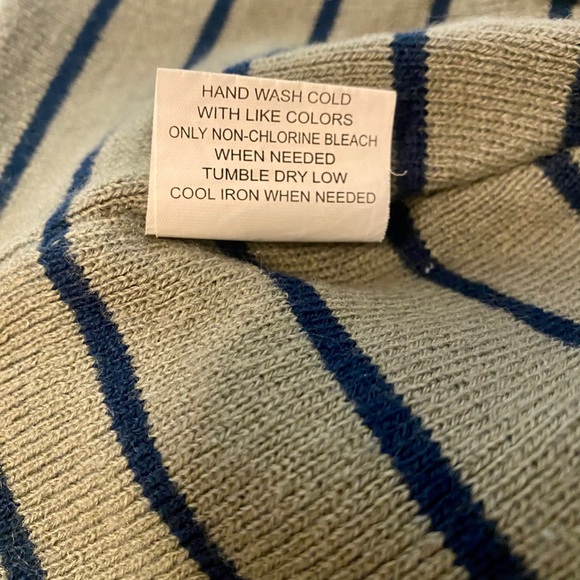 HAND WASH COLD
WITH LIKE COLORS
ONLY NON-CHLORINE BLEACH
WHEN NEEDED
TUMBLE DRY LOW
COOL IRON WHEN NEEDED